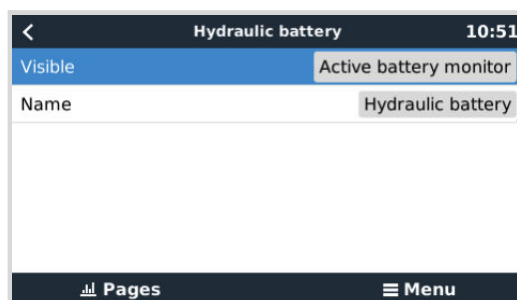 Hydraulic battery 10:51
Visible Active battery monitor
Name Hydraulic battery
Pages Menu